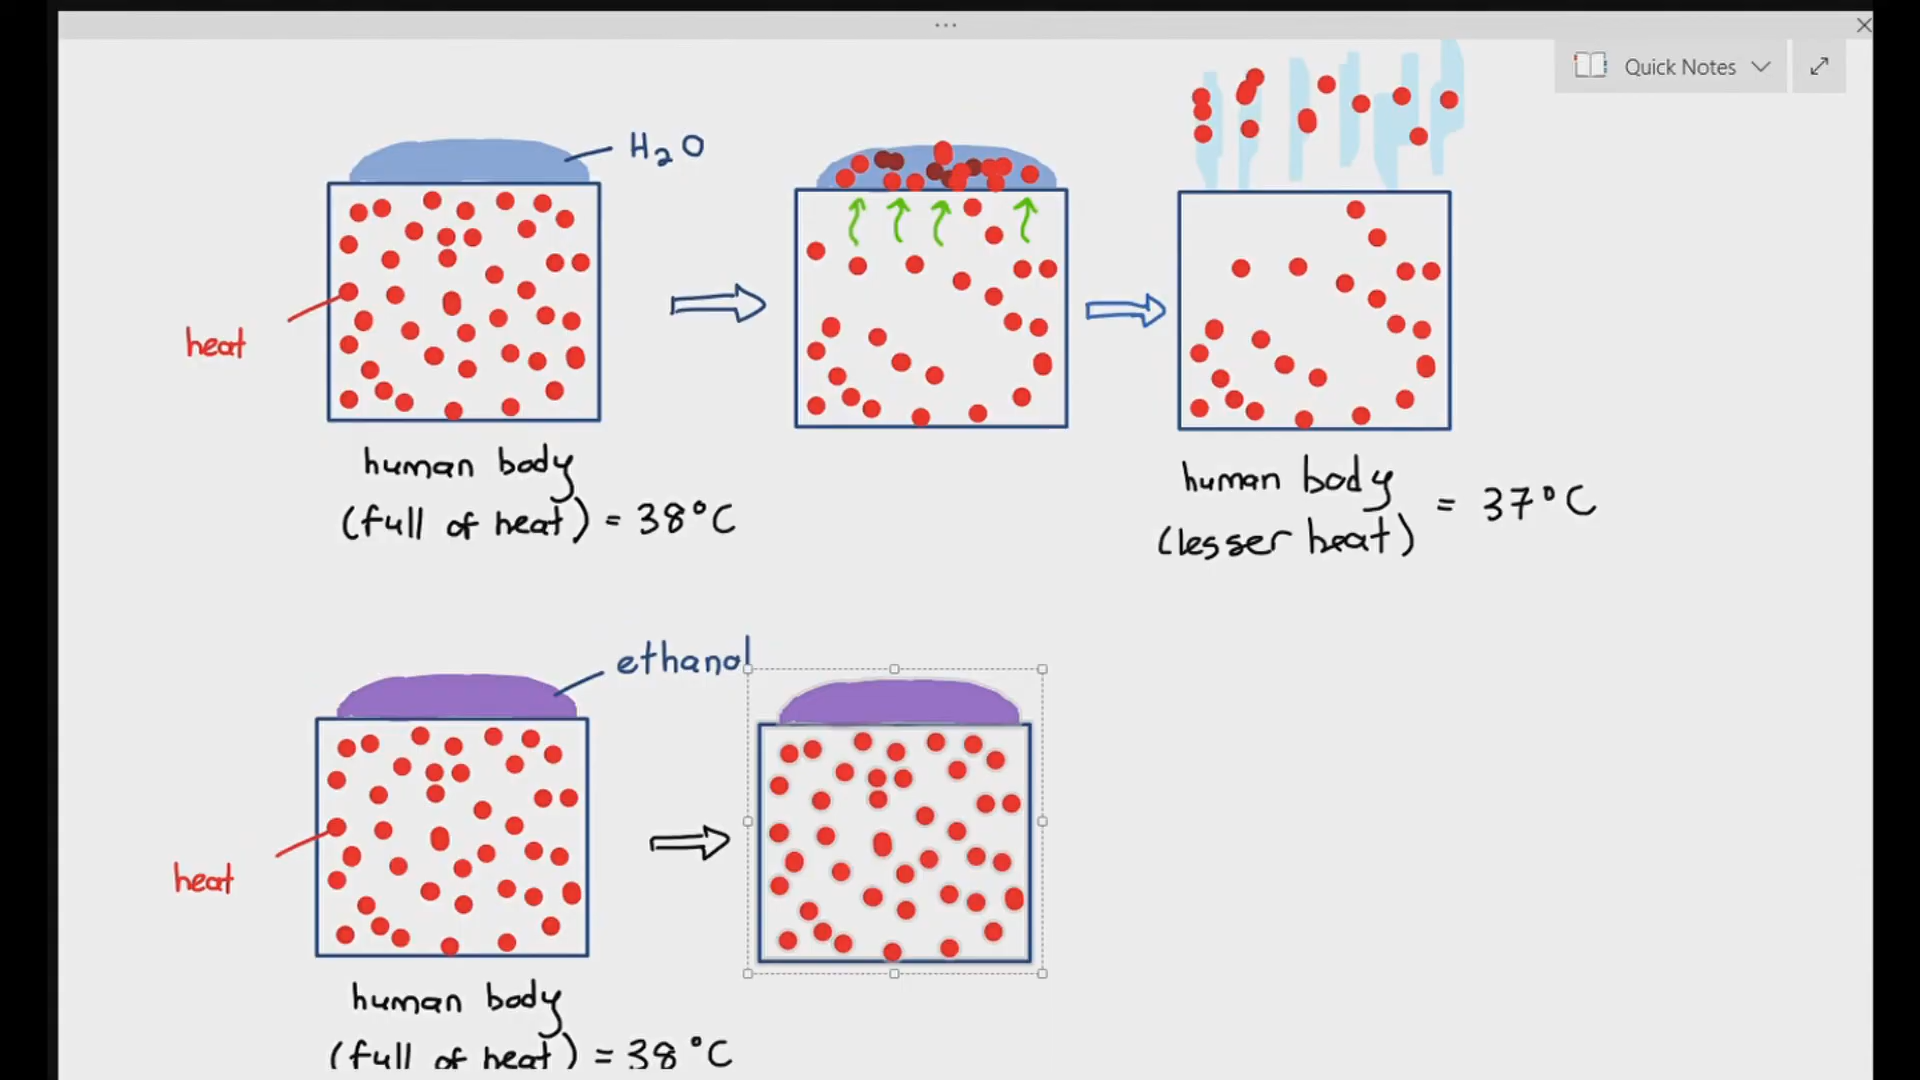 Quick Notes
H₂O
heat
human body
(full of heat) = 38°C
human body
(lesser heat) = 37°C
ethanol
heat
human body
(full of heat) = 38°C